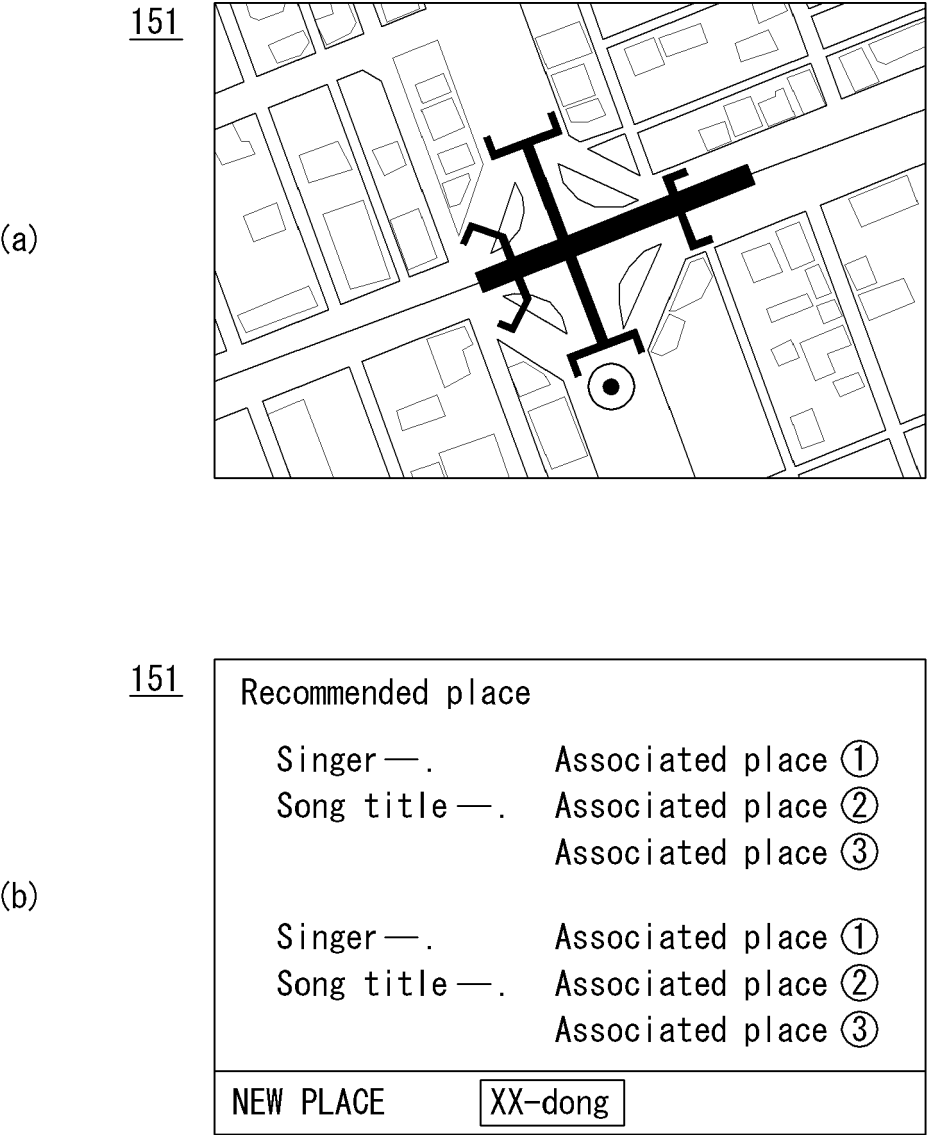 151
(a)
151
Recommended place
Singer—. Associated place ①
Song title—. Associated place ②
Associated place ③
(b)
Singer—. Associated place ①
Song title—. Associated place ②
Associated place ③
NEW PLACE XX-dong